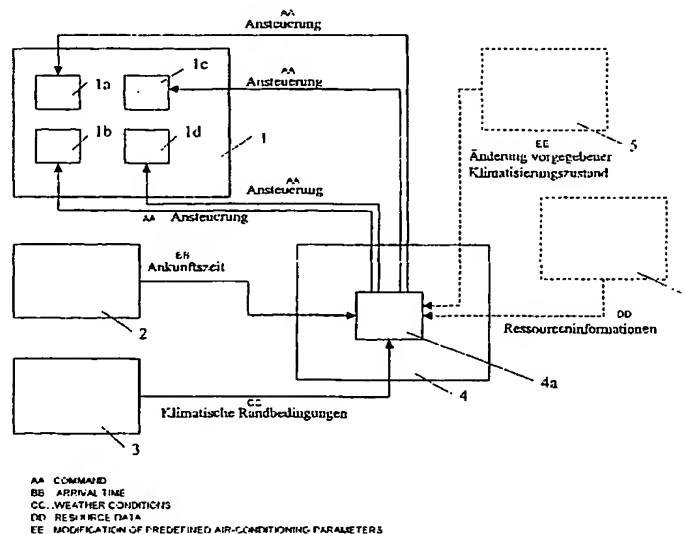 AA
Ansteuerung
1a
1c
AA
Ansteuerung
1b
1d
1
5
EE
Änderung vorgegebener
Klimatisierungszustand
AA
Ansteuerung
AA Ansteuerung
EB
Ankunftszeit
2
DD
Ressourceninformationen
4a
4
CC
Klimatische Randbedingungen
3
AA COMMAND
BB ARRIVAL TIME
CC...WEATHER CONDITIONS
DD RESOURCE DATA
EE MODIFICATION OF PREDEFINED AIR-CONDITIONING PARAMETERS